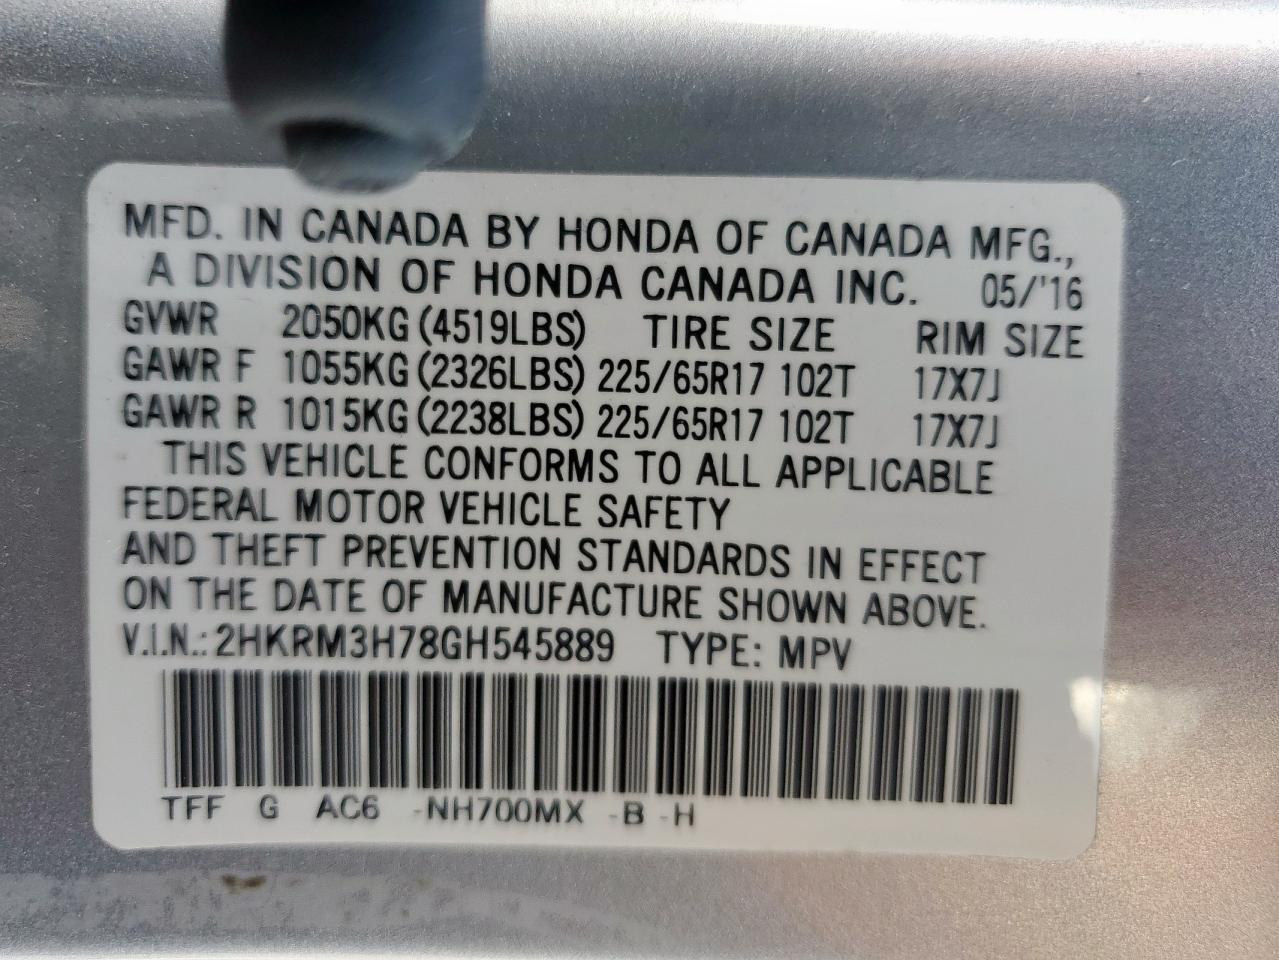 MFD. IN CANADA BY HONDA OF CANADA MFG.,
A DIVISION OF HONDA CANADA INC. 05/'16
GVWR 2050KG (4519LBS) TIRE SIZE RIM SIZE
GAWR F 1055KG (2326LBS) 225/65R17 102T 17X7J
GAWR R 1015KG (2238LBS) 225/65R17 102T 17X7J
THIS VEHICLE CONFORMS TO ALL APPLICABLE
FEDERAL MOTOR VEHICLE SAFETY
AND THEFT PREVENTION STANDARDS IN EFFECT
ON THE DATE OF MANUFACTURE SHOWN ABOVE.
V.I.N.: 2HKRM3H78GH545889 TYPE: MPV
TFF G AC6 -NH700MX -B -H